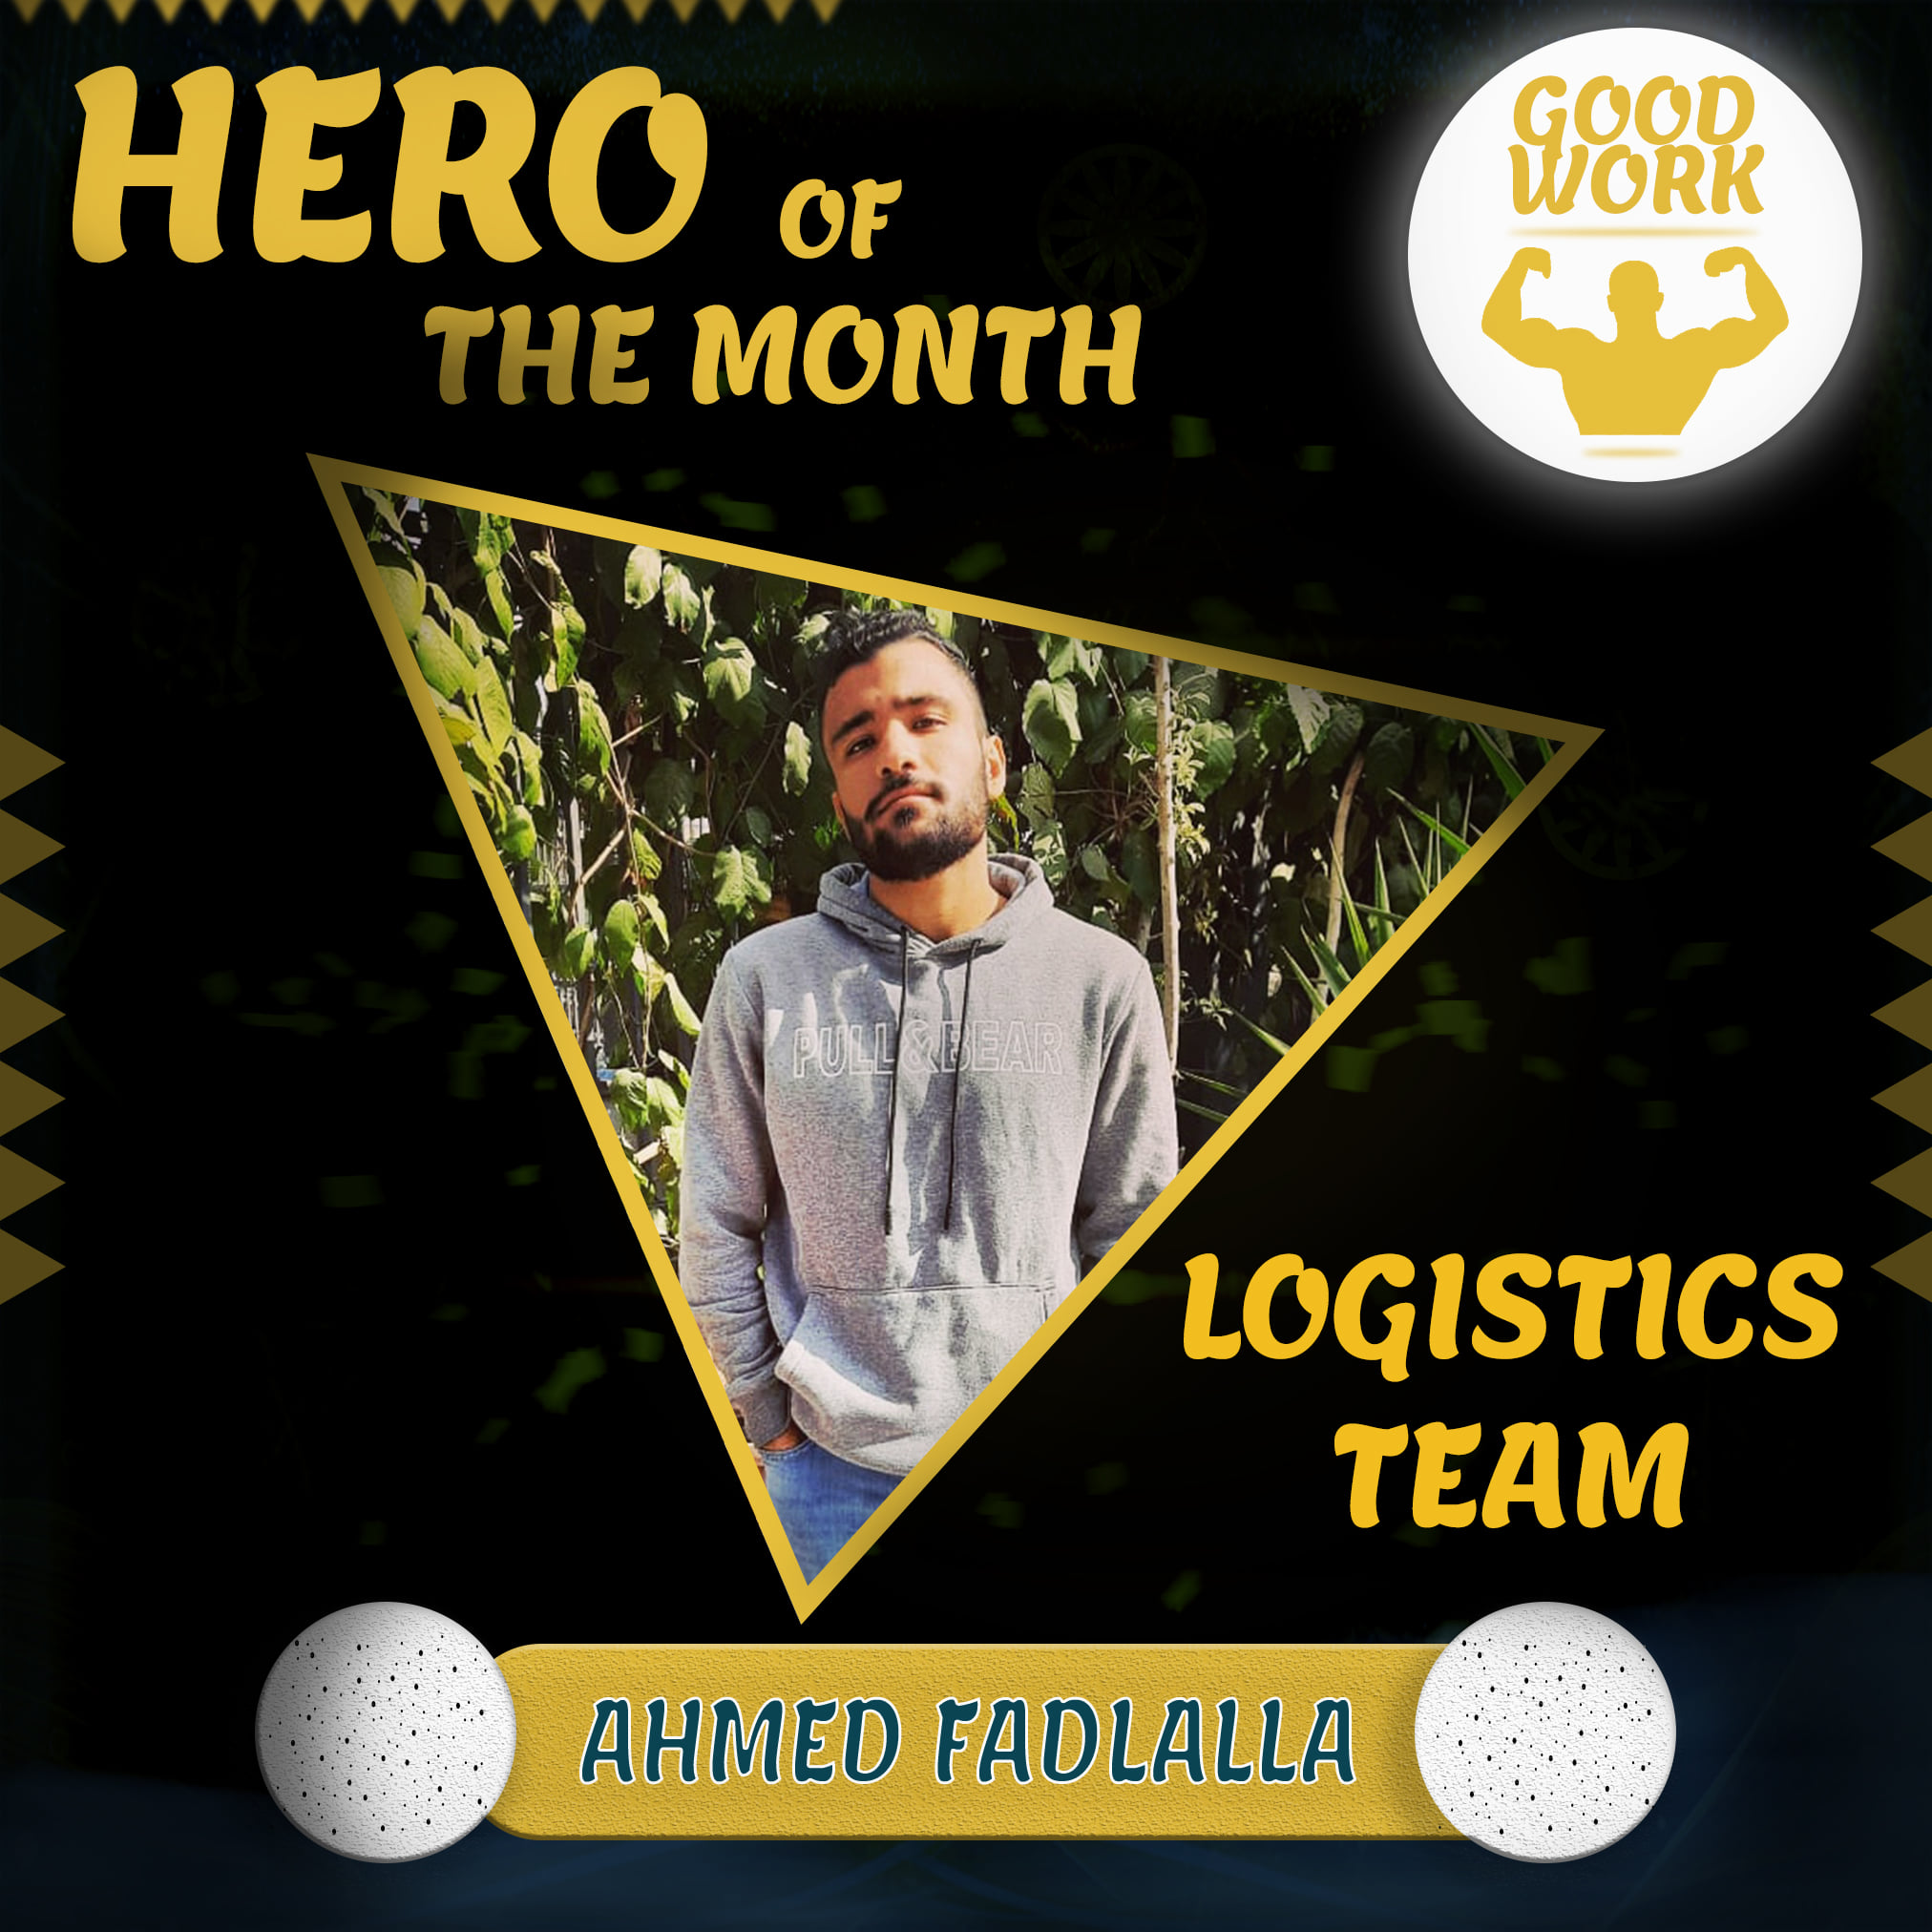 HERO OF
THE MONTH
GOOD
WORK
PULL&BEAR
LOGISTICS
TEAM
AHMED FADLALLA